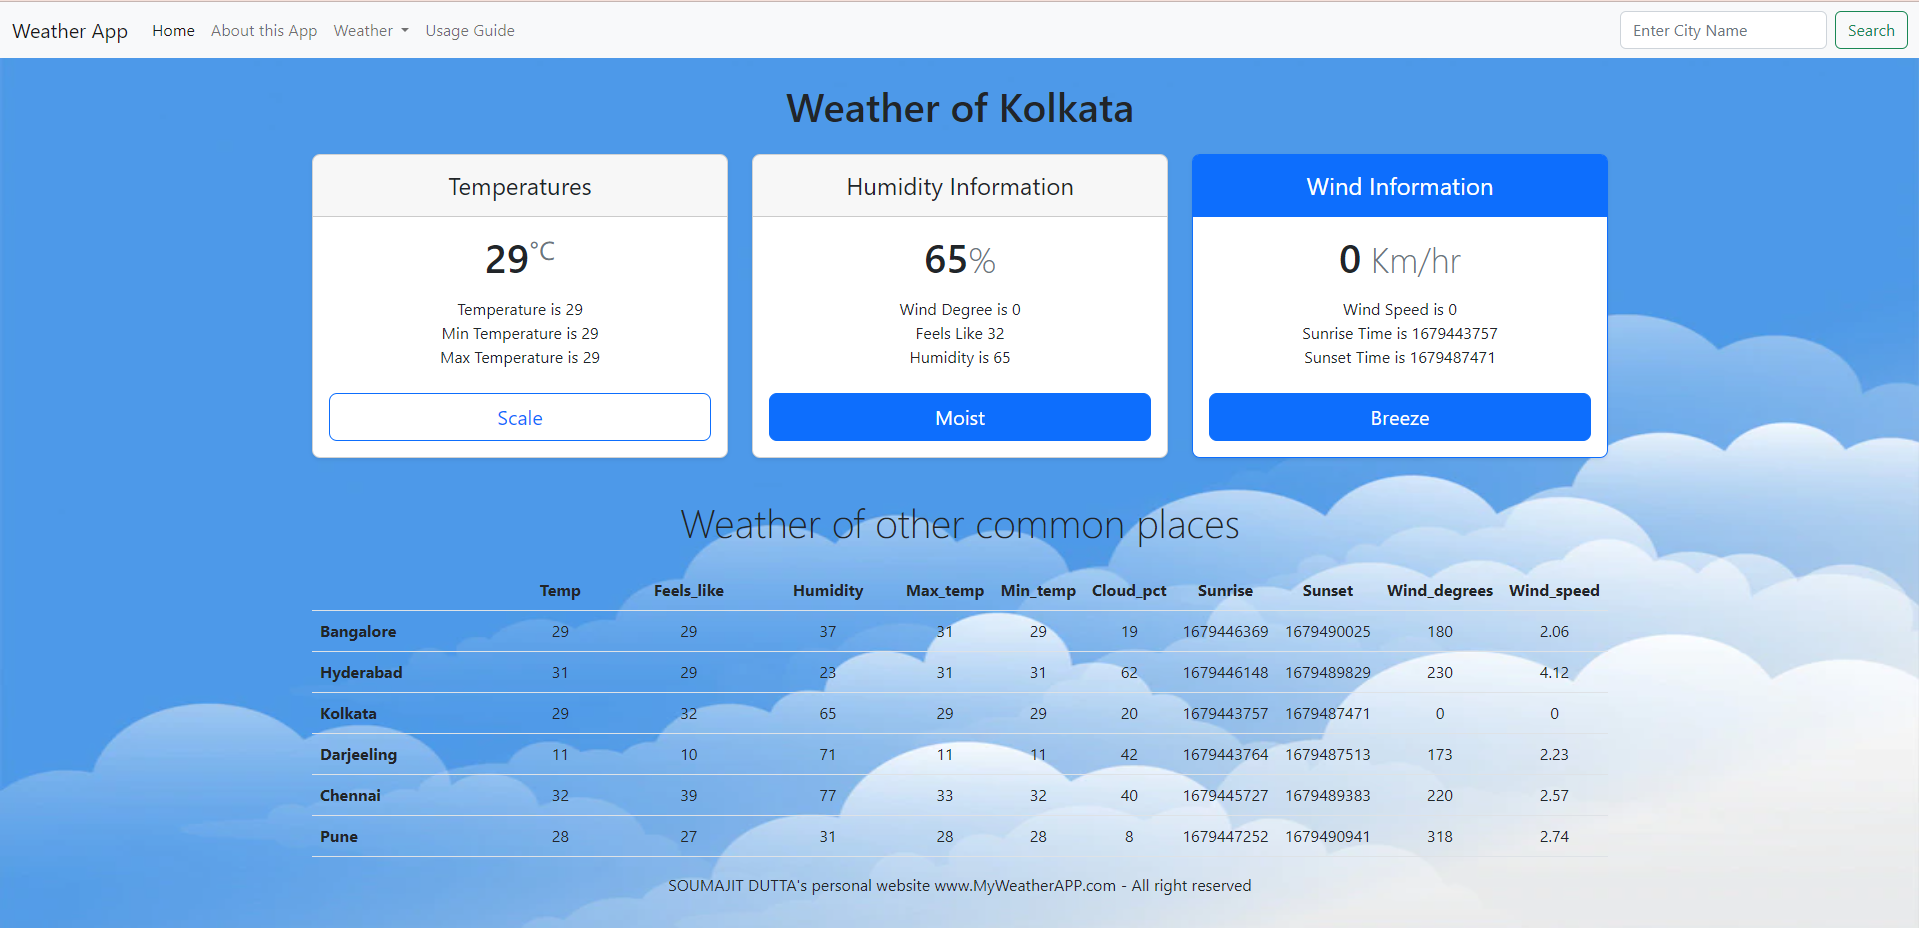 Weather App Home About this App Weather Usage Guide Enter City Name Search
Weather of Kolkata
Temperatures
29°C
Temperature is 29
Min Temperature is 29
Max Temperature is 29
Scale
Humidity Information
65%
Wind Degree is 0
Feels Like 32
Humidity is 65
Moist
Wind Information
0 Km/hr
Wind Speed is 0
Sunrise Time is 1679443757
Sunset Time is 1679487471
Breeze
Weather of other common places
Temp Feels_like Humidity Max_temp Min_temp Cloud_pct Sunrise Sunset Wind_degrees Wind_speed
Bangalore 29 29 37 31 29 19 1679446369 1679490025 180 2.06
Hyderabad 31 29 23 31 31 62 1679446148 1679489829 230 4.12
Kolkata 29 32 65 29 29 20 1679443757 1679487471 0 0
Darjeeling 11 10 71 11 11 42 1679443764 1679487513 173 2.23
Chennai 32 39 77 33 32 40 1679445727 1679489383 220 2.57
Pune 28 27 31 28 28 8 1679447252 1679490941 318 2.74
SOUMAJIT DUTTA's personal website www.MyWeatherAPP.com - All right reserved